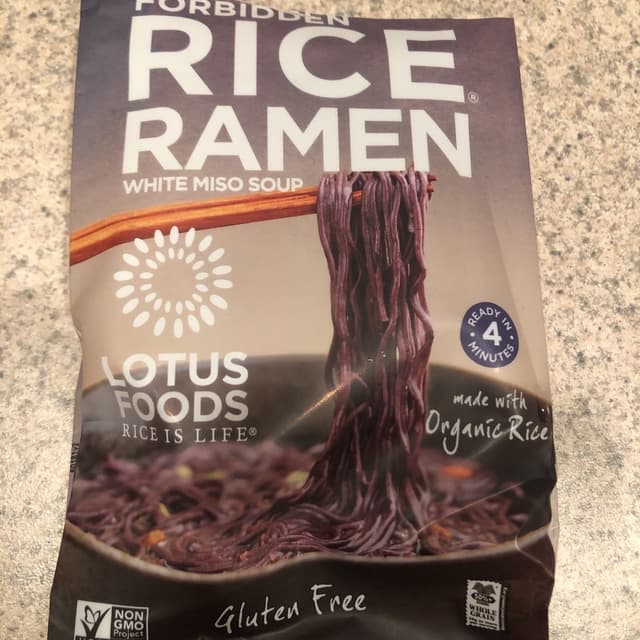 FORBIDDEN
RICE®
RAMEN
WHITE MISO SOUP
READY IN
4
MINUTES
LOTUS
FOODS
RICE IS LIFE®
made with
Organic Rice
Gluten Free
NON
GMO
Project
WHOLE
GRAIN